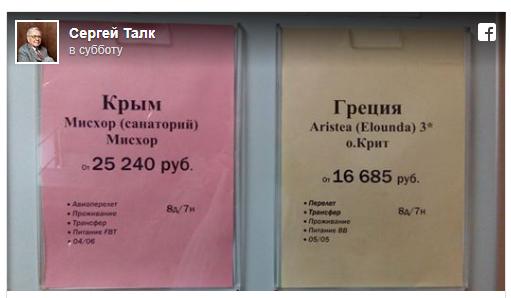 Сергей Талк
в субботу
Крым
Мисхор (санаторий)
Мисхор
от 25 240 руб.
• Авиаперелет
• Проживание
• Трансфер
• Питание FBT
• 04/06
8д/7н
Греция
Aristea (Elounda) 3*
о.Крит
от 16 685 руб.
• Перелет
• Трансфер
• Проживание
• Питание BB
• 05/05
8д/7н